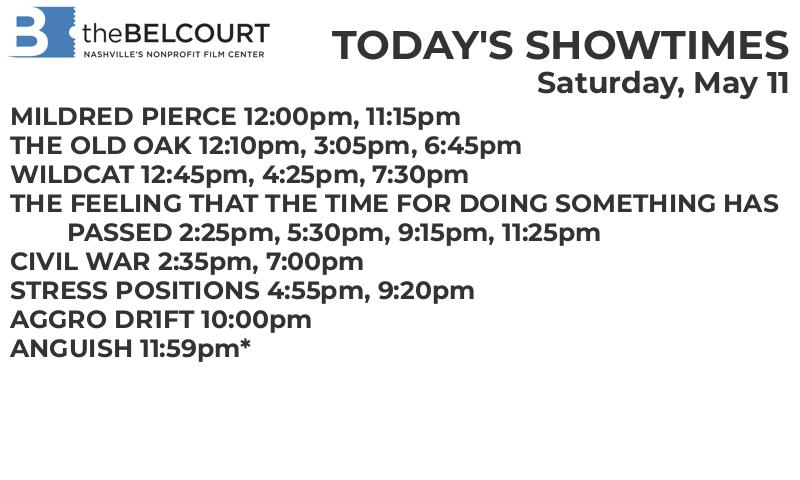 B theBELCOURT
NASHVILLE'S NONPROFIT FILM CENTER
TODAY'S SHOWTIMES
Saturday, May 11
MILDRED PIERCE 12:00pm, 11:15pm
THE OLD OAK 12:10pm, 3:05pm, 6:45pm
WILDCAT 12:45pm, 4:25pm, 7:30pm
THE FEELING THAT THE TIME FOR DOING SOMETHING HAS
PASSED 2:25pm, 5:30pm, 9:15pm, 11:25pm
CIVIL WAR 2:35pm, 7:00pm
STRESS POSITIONS 4:55pm, 9:20pm
AGGRO DR1FT 10:00pm
ANGUISH 11:59pm*